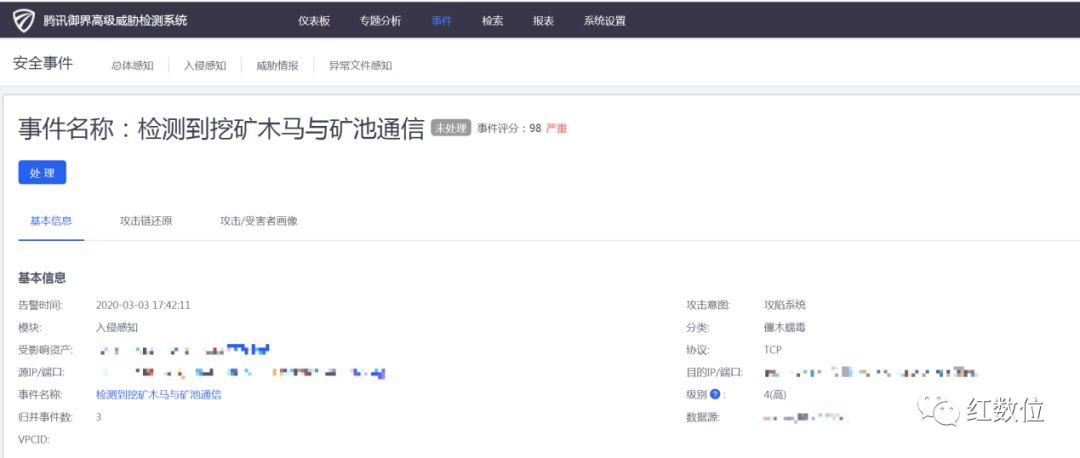 腾讯御界高级威胁检测系统 仪表板 专题分析 事件 检索 报表 系统设置
安全事件 总体感知 入侵感知 威胁情报 异常文件感知
事件名称：检测到挖矿木马与矿池通信 未处理 事件评分：98 严重
处 理
基本信息 攻击链还原 攻击/受害者画像
基本信息
告警时间: 2020-03-03 17:42:11 攻击意图: 攻陷系统
模块: 入侵感知 分类: 僵木蠕毒
受影响资产: 协议: TCP
源IP/端口: 目的IP/端口:
事件名称: 检测到挖矿木马与矿池通信 级别 ? : 4(高)
归并事件数: 3 数据源:
VPCID:
红数位